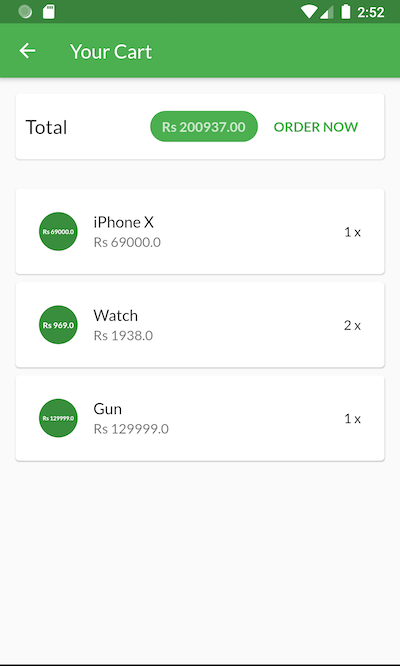 2:52
Your Cart
Total
Rs 200937.00
ORDER NOW
Rs 69000.0
iPhone X
Rs 69000.0
1 x
Rs 969.0
Watch
Rs 1938.0
2 x
Rs 129999.0
Gun
Rs 129999.0
1 x